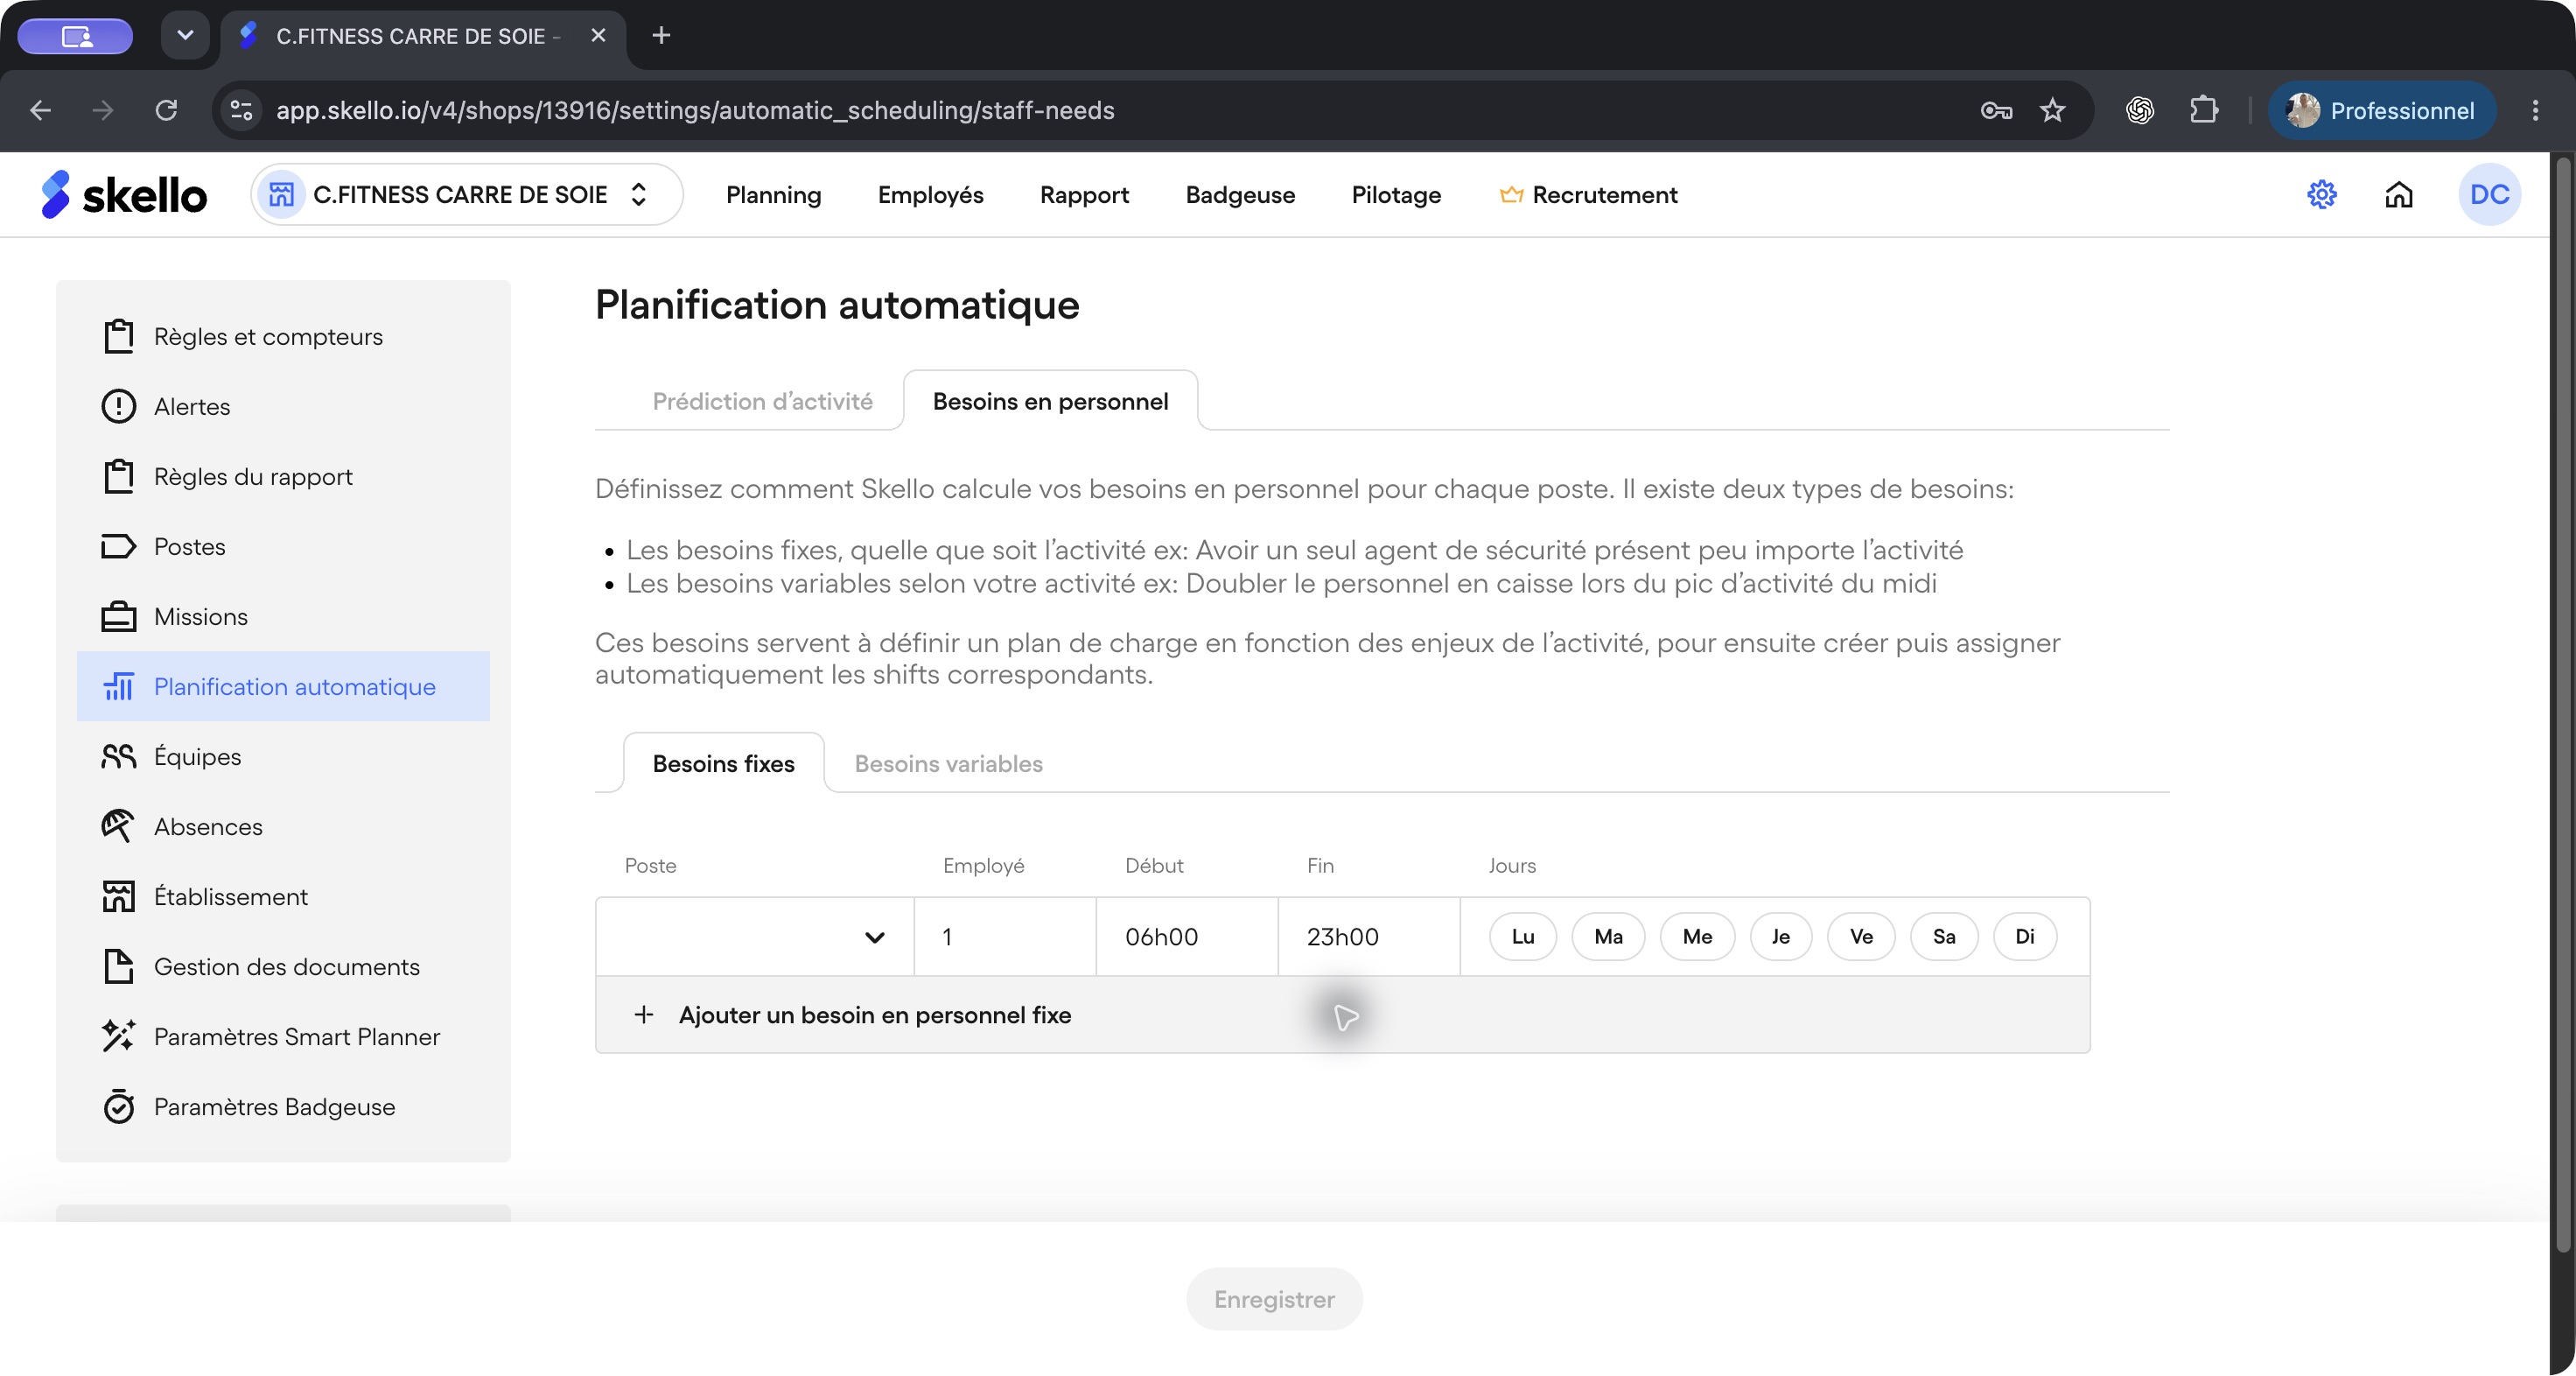 C.FITNESS CARRE DE SOIE -
app.skello.io/v4/shops/13916/settings/automatic_scheduling/staff-needs
Professionnel
skello
C.FITNESS CARRE DE SOIE
Planning
Employés
Rapport
Badgeuse
Pilotage
Recrutement
DC
Règles et compteurs
Alertes
Règles du rapport
Postes
Missions
Planification automatique
Équipes
Absences
Établissement
Gestion des documents
Paramètres Smart Planner
Paramètres Badgeuse
Planification automatique
Prédiction d’activité
Besoins en personnel
Définissez comment Skello calcule vos besoins en personnel pour chaque poste. Il existe deux types de besoins:
• Les besoins fixes, quelle que soit l’activité ex: Avoir un seul agent de sécurité présent peu importe l’activité
• Les besoins variables selon votre activité ex: Doubler le personnel en caisse lors du pic d’activité du midi
Ces besoins servent à définir un plan de charge en fonction des enjeux de l’activité, pour ensuite créer puis assigner
automatiquement les shifts correspondants.
Besoins fixes
Besoins variables
Poste Employé Début Fin Jours
1 06h00 23h00 Lu Ma Me Je Ve Sa Di
+ Ajouter un besoin en personnel fixe
Enregistrer